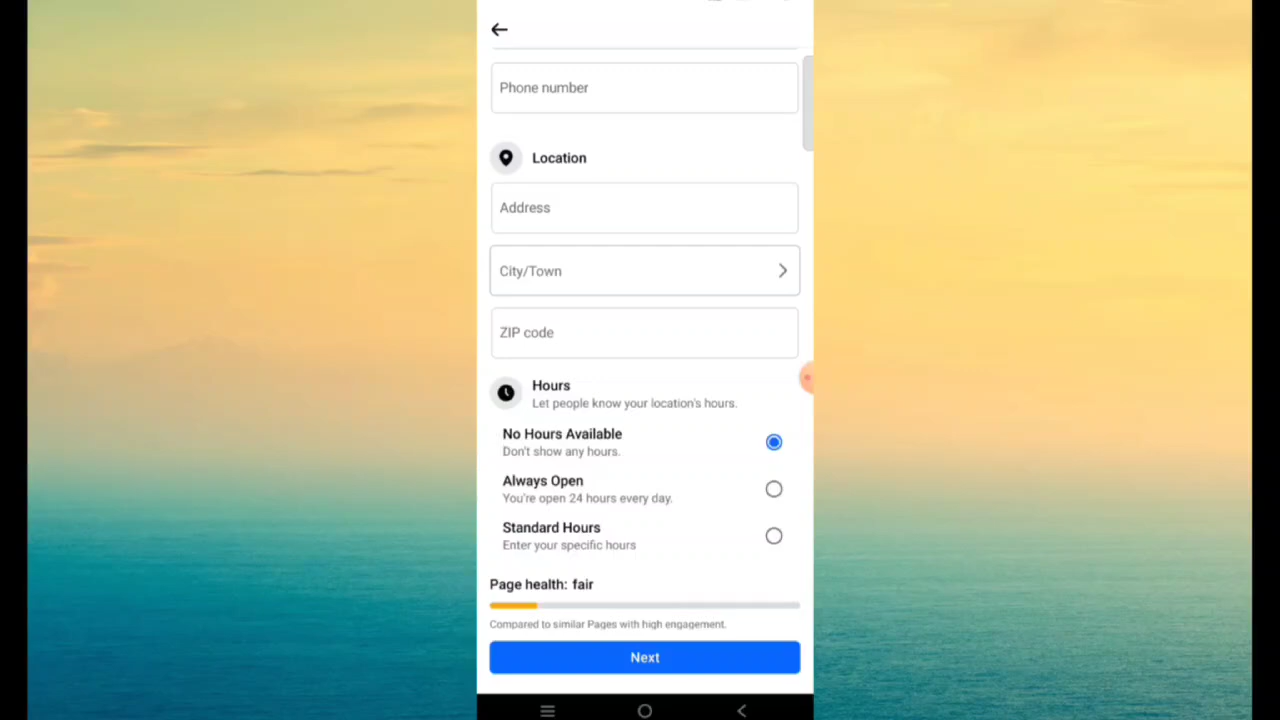 Phone number
Location
Address
City/Town
ZIP code
Hours
Let people know your location's hours.
No Hours Available
Don't show any hours.
Always Open
You're open 24 hours every day.
Standard Hours
Enter your specific hours
Page health: fair
Compared to similar Pages with high engagement.
Next